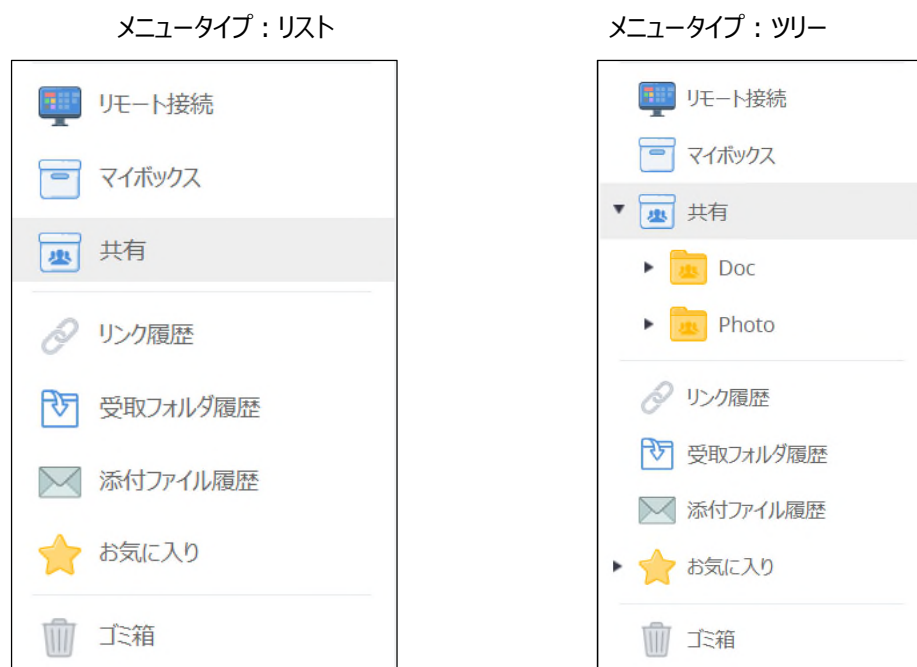 メニュータイプ：リスト
リモート接続
マイボックス
共有
リンク履歴
受取フォルダ履歴
添付ファイル履歴
お気に入り
ゴミ箱
メニュータイプ：ツリー
リモート接続
マイボックス
共有
Doc
Photo
リンク履歴
受取フォルダ履歴
添付ファイル履歴
お気に入り
ゴミ箱